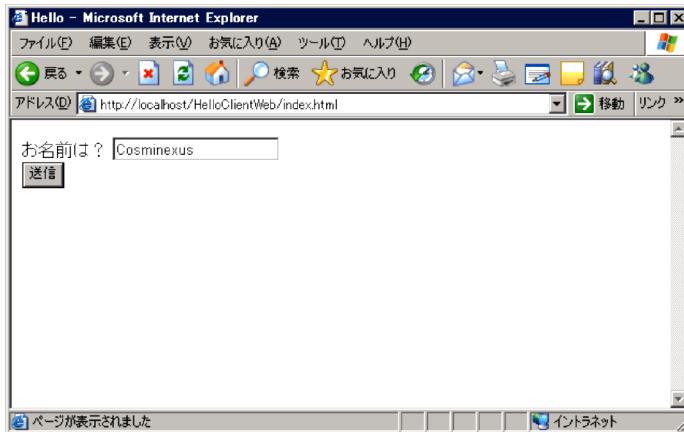 Hello - Microsoft Internet Explorer
ファイル(F) 編集(E) 表示(V) お気に入り(A) ツール(T) ヘルプ(H)
戻る 検索 お気に入り
アドレス(D) http://localhost/HelloClientWeb/index.html 移動 リンク »
お名前は? Cosminexus
送信
ページが表示されました イントラネット